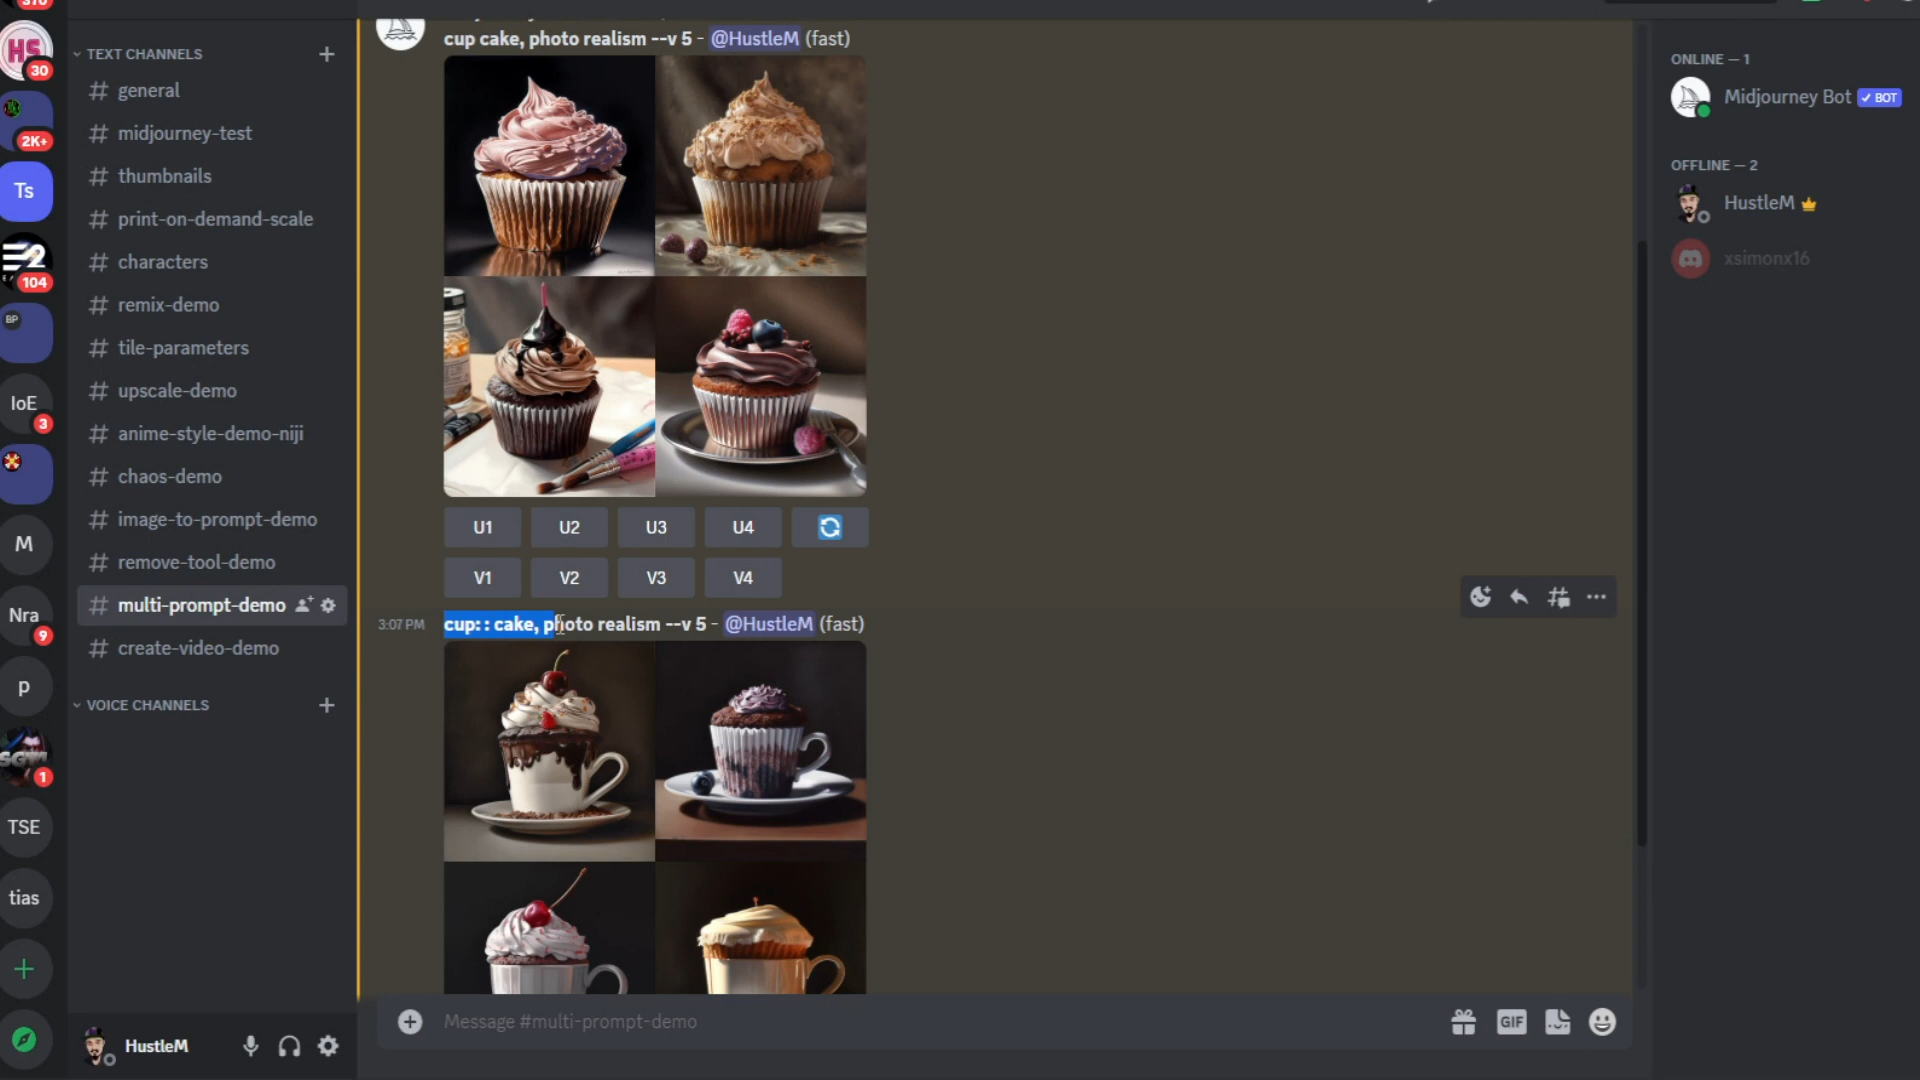 370
HS
30
2K+
Ts
104
BP
IoE
3
M
Nra
9
p
1
TSE
tias
TEXT CHANNELS
general
midjourney-test
thumbnails
print-on-demand-scale
characters
remix-demo
tile-parameters
upscale-demo
anime-style-demo-niji
chaos-demo
image-to-prompt-demo
remove-tool-demo
multi-prompt-demo
create-video-demo
VOICE CHANNELS
HustleM
cup cake, photo realism --v 5 - @HustleM (fast)
U1 U2 U3 U4
V1 V2 V3 V4
3:07 PM cup: : cake, photo realism --v 5 - @HustleM (fast)
Message #multi-prompt-demo
GIF
ONLINE — 1
Midjourney Bot ✓ BOT
OFFLINE — 2
HustleM
xsimonx16